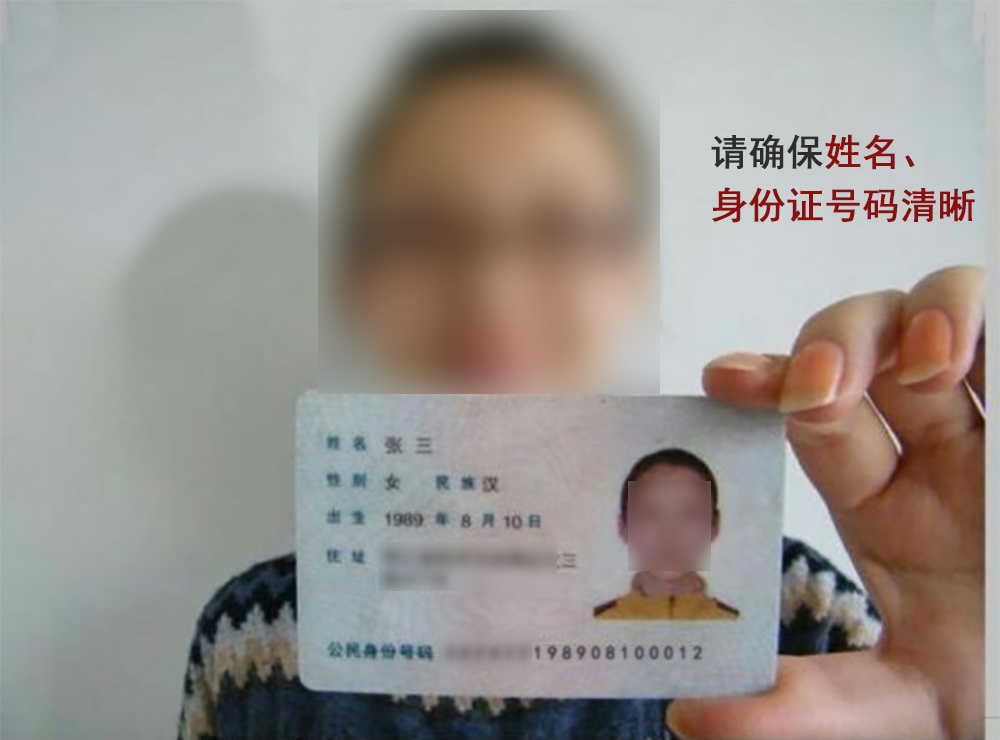 请确保姓名、
身份证号码清晰
姓名 张三
性别 女 民族 汉
出生 1989 年 8 月 10 日
住址 三
公民身份号码 198908100012